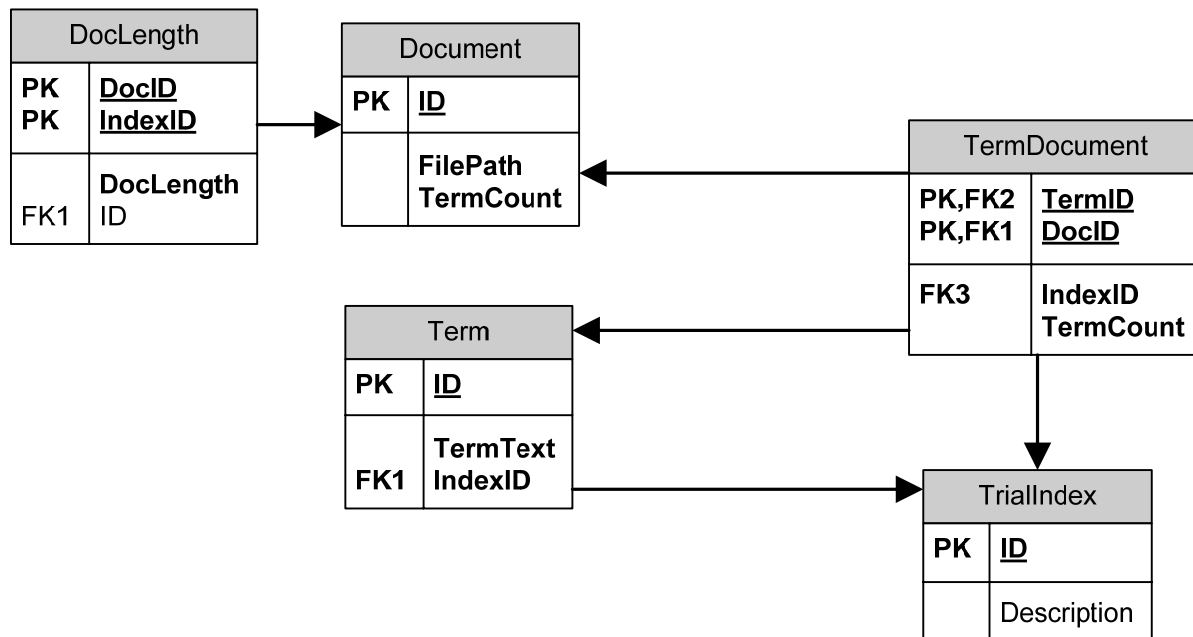 DocLength
PK DocID
PK IndexID
DocLength
FK1 ID
Document
PK ID
FilePath
TermCount
TermDocument
PK,FK2 TermID
PK,FK1 DocID
FK3 IndexID
TermCount
Term
PK ID
TermText
FK1 IndexID
TrialIndex
PK ID
Description